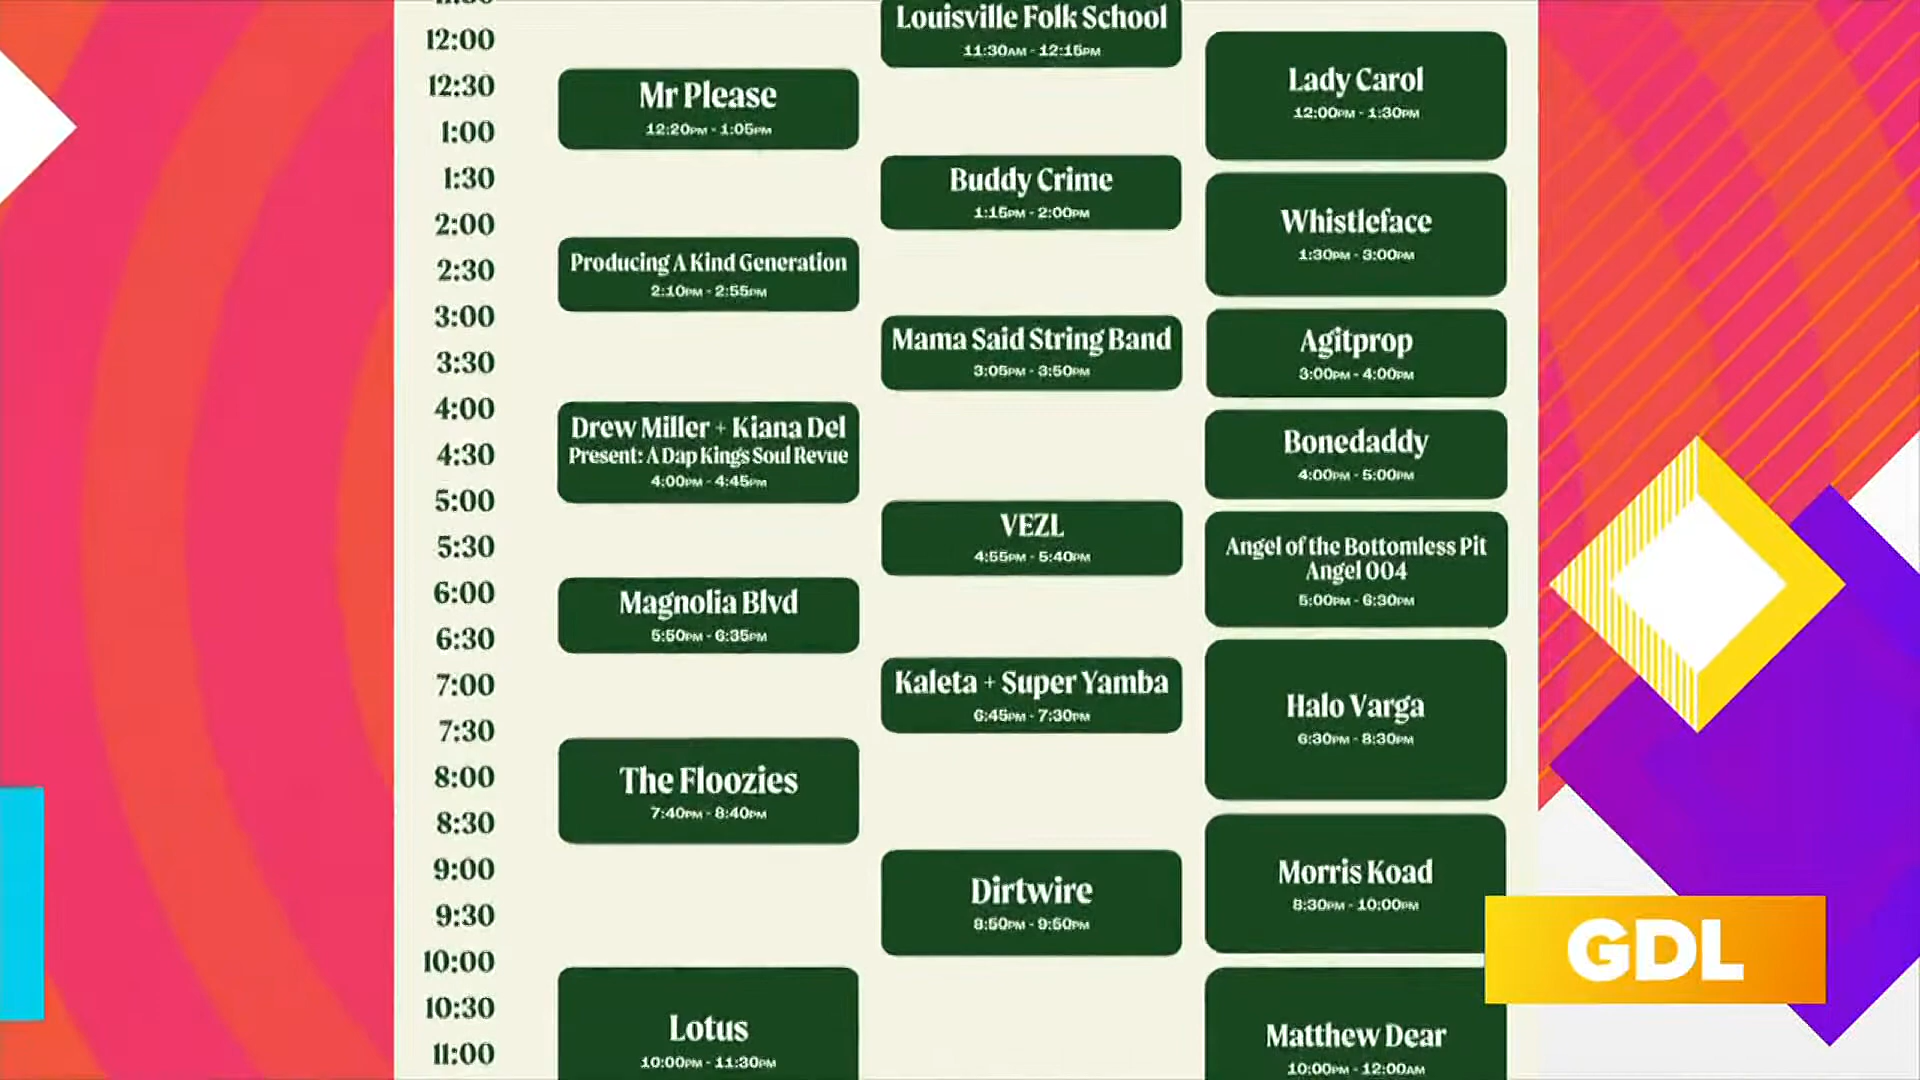 12:00
12:30
1:00
1:30
2:00
2:30
3:00
3:30
4:00
4:30
5:00
5:30
6:00
6:30
7:00
7:30
8:00
8:30
9:00
9:30
10:00
10:30
11:00
Mr Please
12:20PM - 1:05PM
Producing A Kind Generation
2:10PM - 2:55PM
Drew Miller + Kiana Del
Present: A Dap Kings Soul Revue
4:00PM - 4:45PM
Magnolia Blvd
5:50PM - 6:35PM
The Floozies
7:40PM - 8:40PM
Lotus
10:00PM - 11:30PM
Louisville Folk School
11:30AM - 12:15PM
Buddy Crime
1:15PM - 2:00PM
Mama Said String Band
3:05PM - 3:50PM
VEZL
4:55PM - 5:40PM
Kaleta + Super Yamba
6:45PM - 7:30PM
Dirtwire
8:50PM - 9:50PM
Lady Carol
12:00PM - 1:30PM
Whistleface
1:30PM - 3:00PM
Agitprop
3:00PM - 4:00PM
Bonedaddy
4:00PM - 5:00PM
Angel of the Bottomless Pit
Angel 004
5:00PM - 6:30PM
Halo Varga
6:30PM - 8:30PM
Morris Koad
8:30PM - 10:00PM
Matthew Dear
10:00PM - 12:00AM
GDL